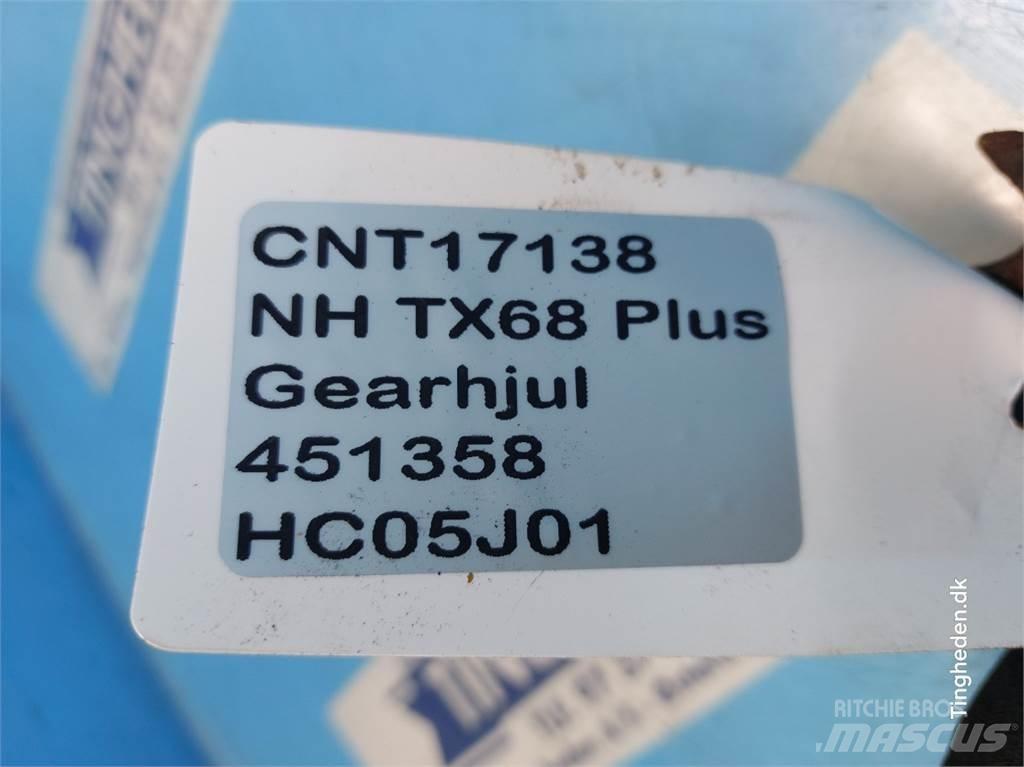 CNT17138
NH TX68 Plus
Gearhjul
451358
HC05J01
Tingheden.dk
RITCHIE BROS
MASCUS